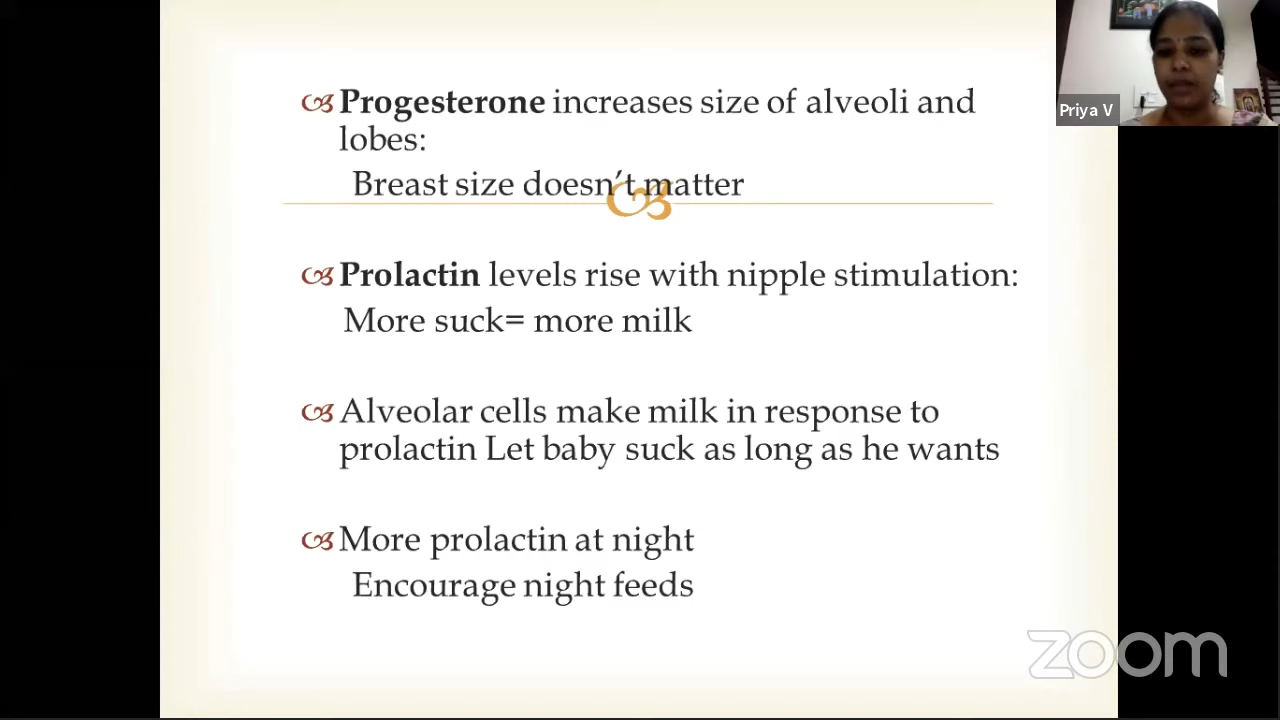 Progesterone increases size of alveoli and
lobes:
Breast size doesn’t matter
Prolactin levels rise with nipple stimulation:
More suck= more milk
Alveolar cells make milk in response to
prolactin Let baby suck as long as he wants
More prolactin at night
Encourage night feeds
Priya V
zoom